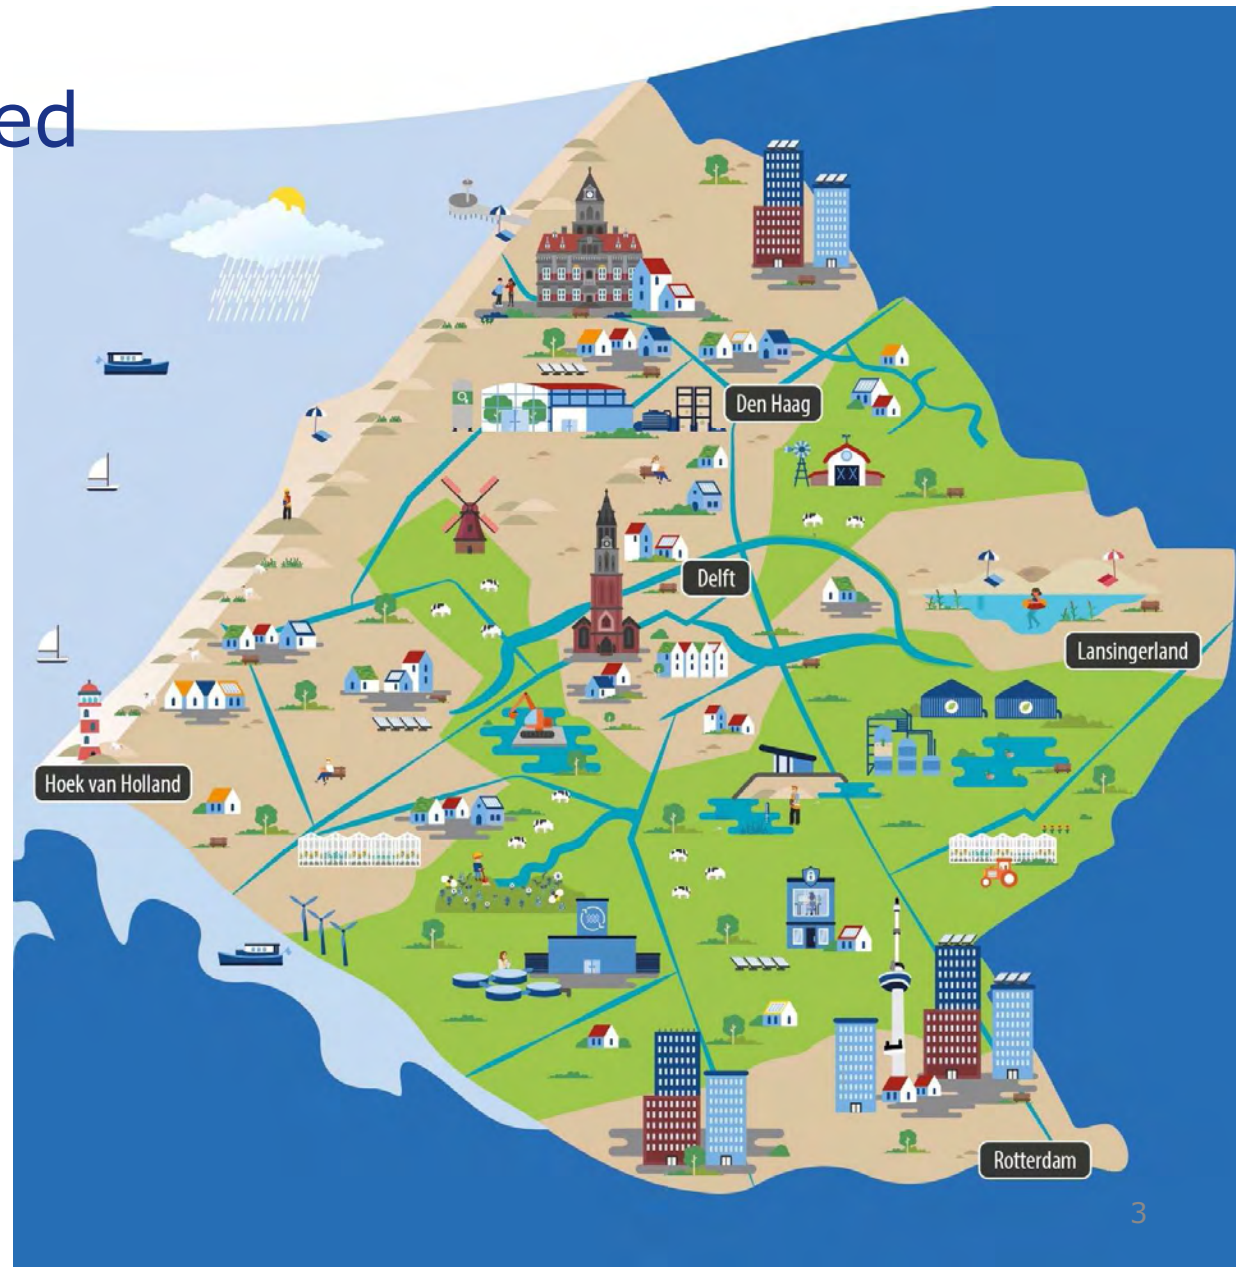 ed
Den Haag
Delft
Lansingerland
Hoek van Holland
Rotterdam
3